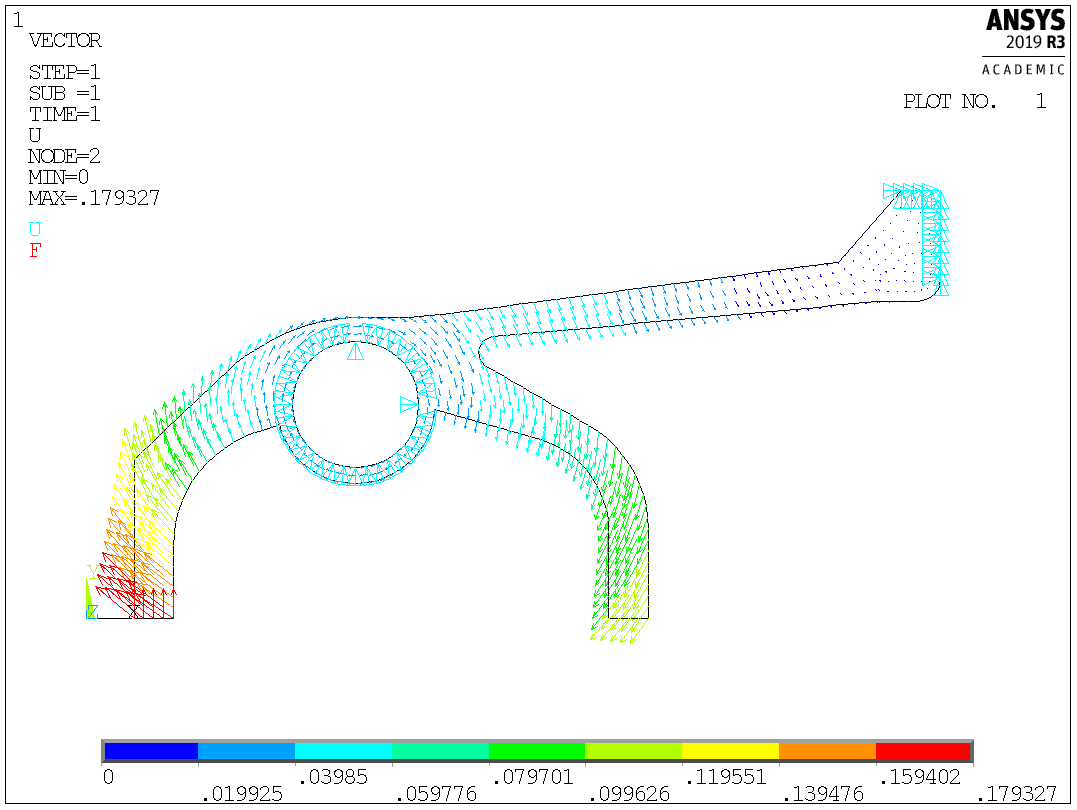 1
VECTOR
STEP=1
SUB =1
TIME=1
U
NODE=2
MIN=0
MAX=.179327
U
F
ANSYS
2019 R3
ACADEMIC
PLOT NO. 1
Y
Z X
0 .03985 .079701 .119551 .159402
.019925 .059776 .099626 .139476 .179327